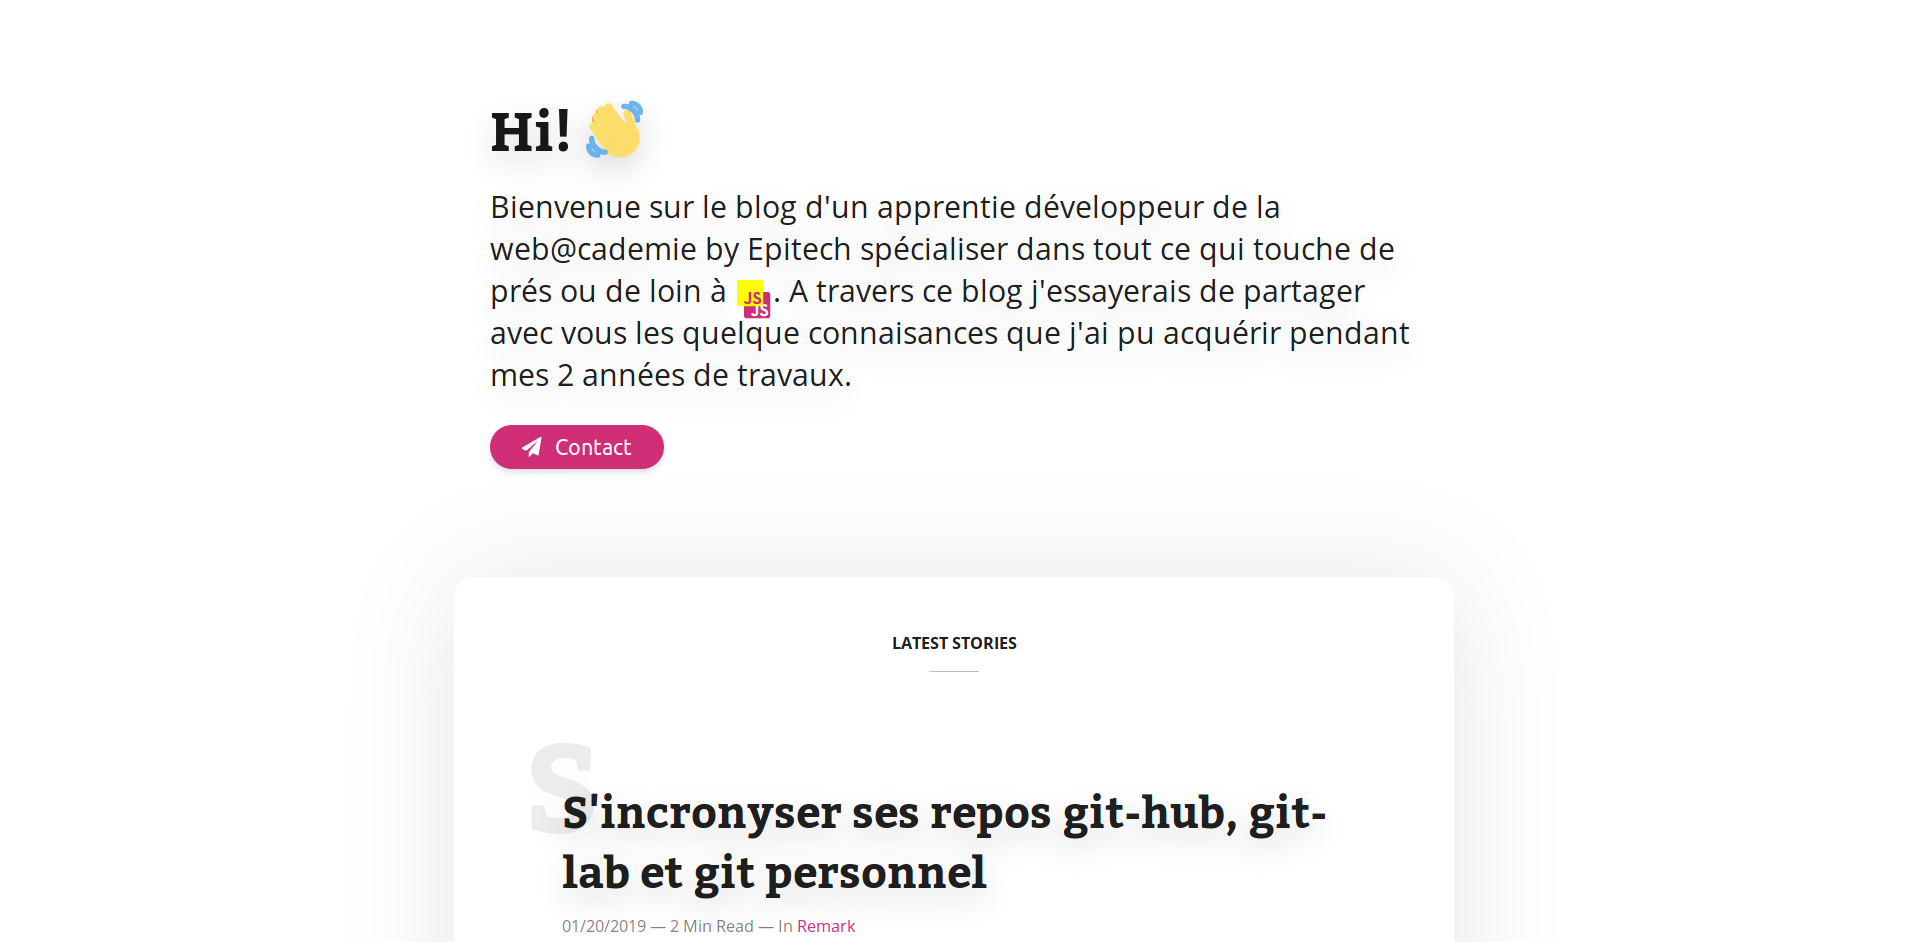 Hi! 👋
Bienvenue sur le blog d'un apprentie développeur de la
web@cademie by Epitech spécialiser dans tout ce qui touche de
prés ou de loin à JS JS . A travers ce blog j'essayerais de partager
avec vous les quelque connaisances que j'ai pu acquérir pendant
mes 2 années de travaux.
Contact
LATEST STORIES
S
S'incronyser ses repos git-hub, git-
lab et git personnel
01/20/2019 — 2 Min Read — In Remark